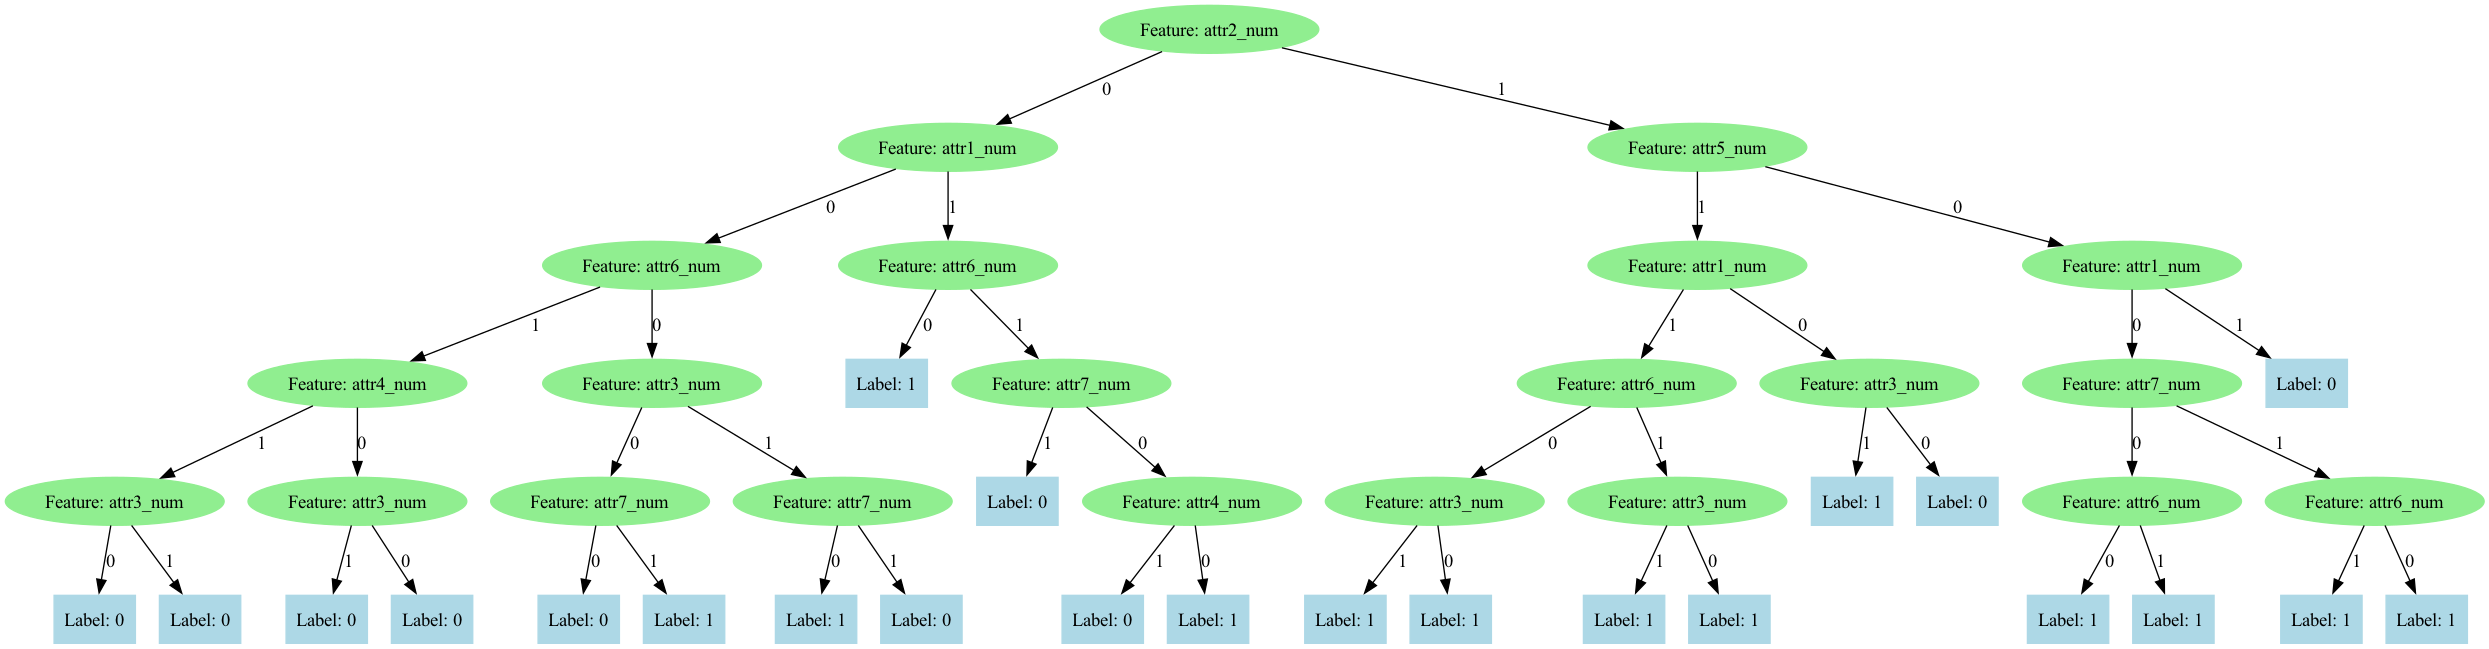 Feature: attr2_num
0
1
Feature: attr1_num
Feature: attr5_num
0
1
1
0
Feature: attr6_num
Feature: attr6_num
Feature: attr1_num
Feature: attr1_num
1
0
0
1
1
0
0
1
Feature: attr4_num
Feature: attr3_num
Label: 1
Feature: attr7_num
Feature: attr6_num
Feature: attr3_num
Feature: attr7_num
Label: 0
1
0
0
1
1
0
0
1
1
0
0
1
Feature: attr3_num
Feature: attr3_num
Feature: attr7_num
Feature: attr7_num
Label: 0
Feature: attr4_num
Feature: attr3_num
Feature: attr3_num
Label: 1
Label: 0
Feature: attr6_num
Feature: attr6_num
0
1
1
0
0
1
0
1
1
0
1
0
1
0
0
1
1
0
Label: 0
Label: 0
Label: 0
Label: 0
Label: 0
Label: 1
Label: 1
Label: 0
Label: 0
Label: 1
Label: 1
Label: 1
Label: 1
Label: 1
Label: 1
Label: 1
Label: 1
Label: 1